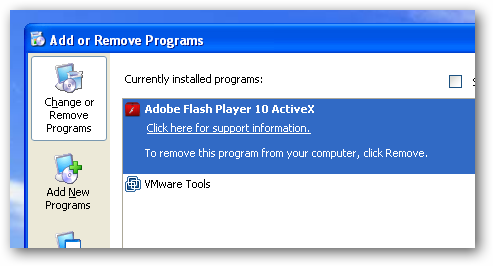 Add or Remove Programs
Change or
Remove
Programs
Currently installed programs:
Adobe Flash Player 10 ActiveX
Click here for support information.
To remove this program from your computer, click Remove.
Add New
Programs
VMware Tools